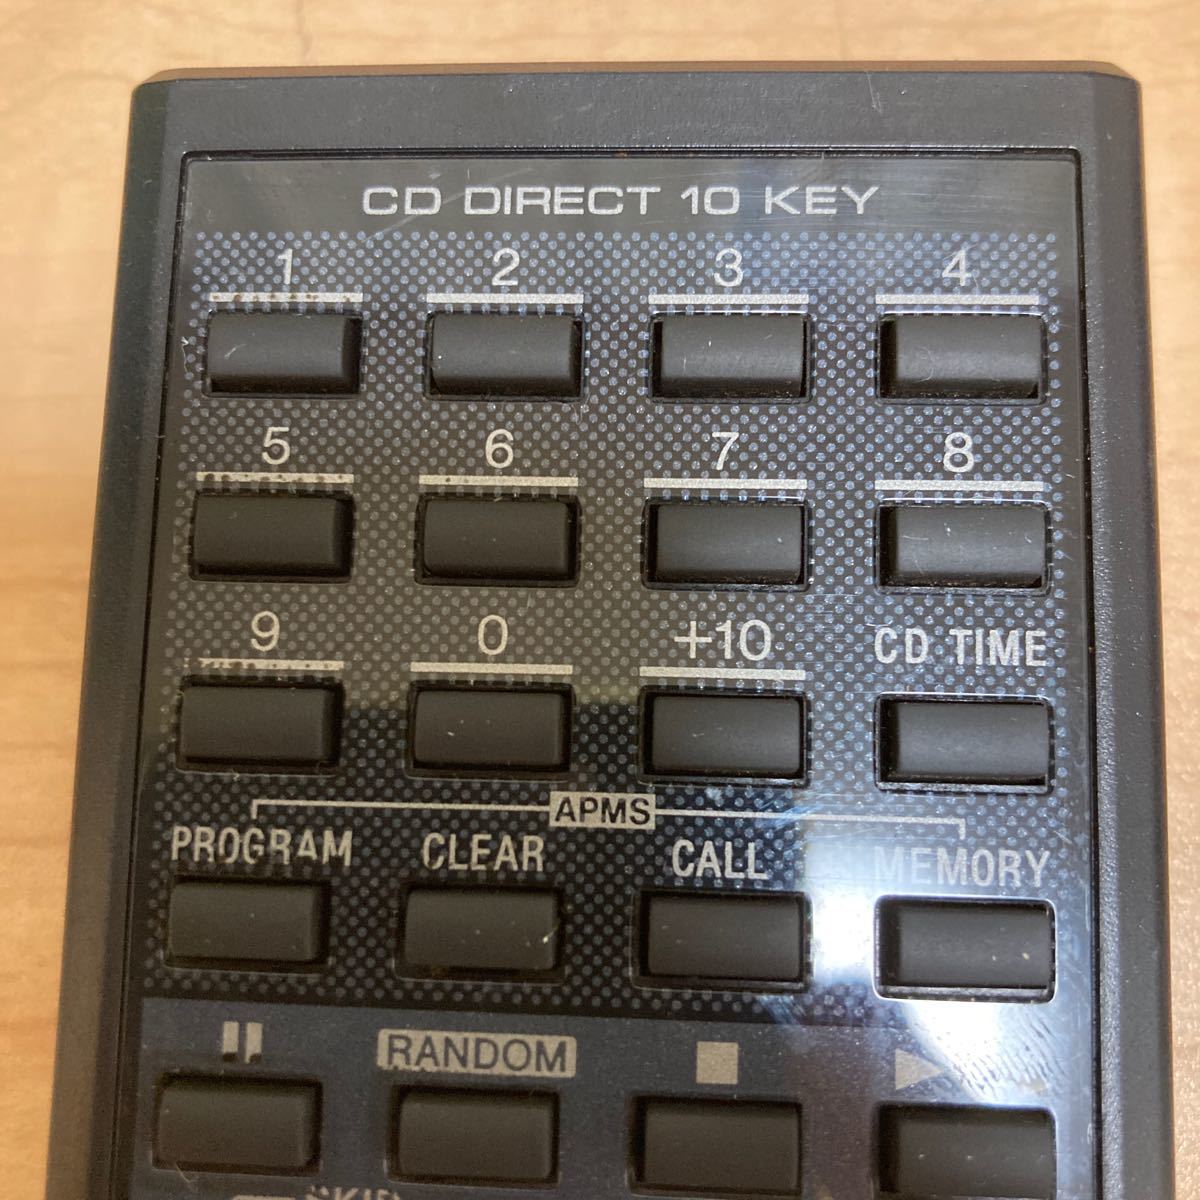 CD DIRECT 10 KEY
1 2 3 4
5 6 7 8
9 0 +10 CD TIME
APMS
PROGRAM CLEAR CALL MEMORY
RANDOM
SKIP